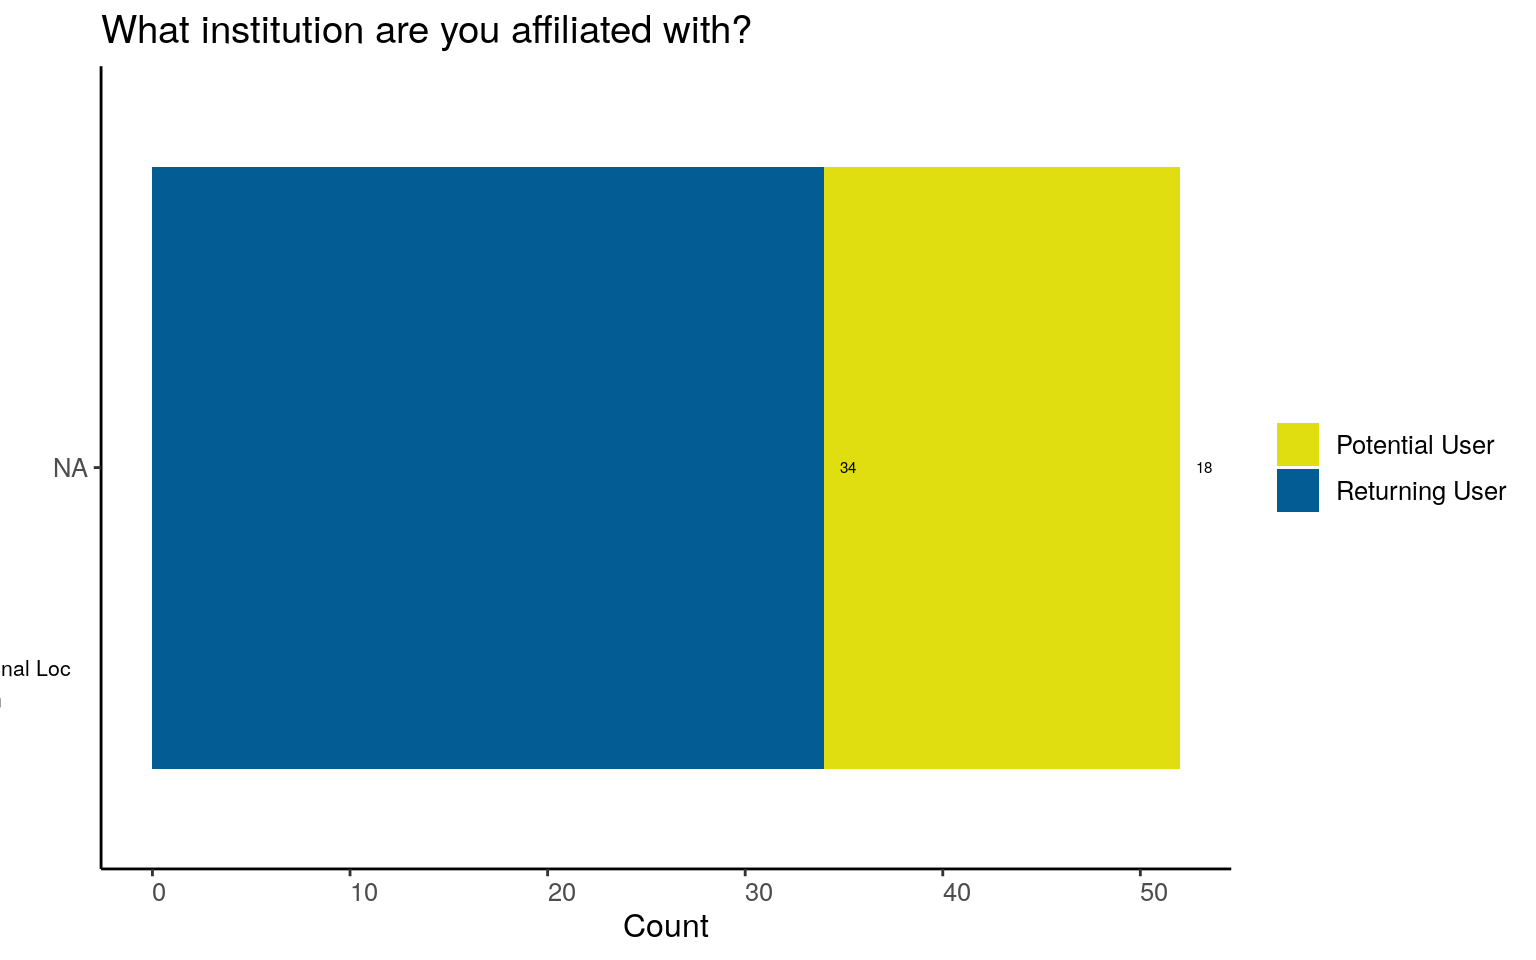 What institution are you affiliated with?
NA
34
18
Potential User
Returning User
nal Loc
0 10 20 30 40 50
Count